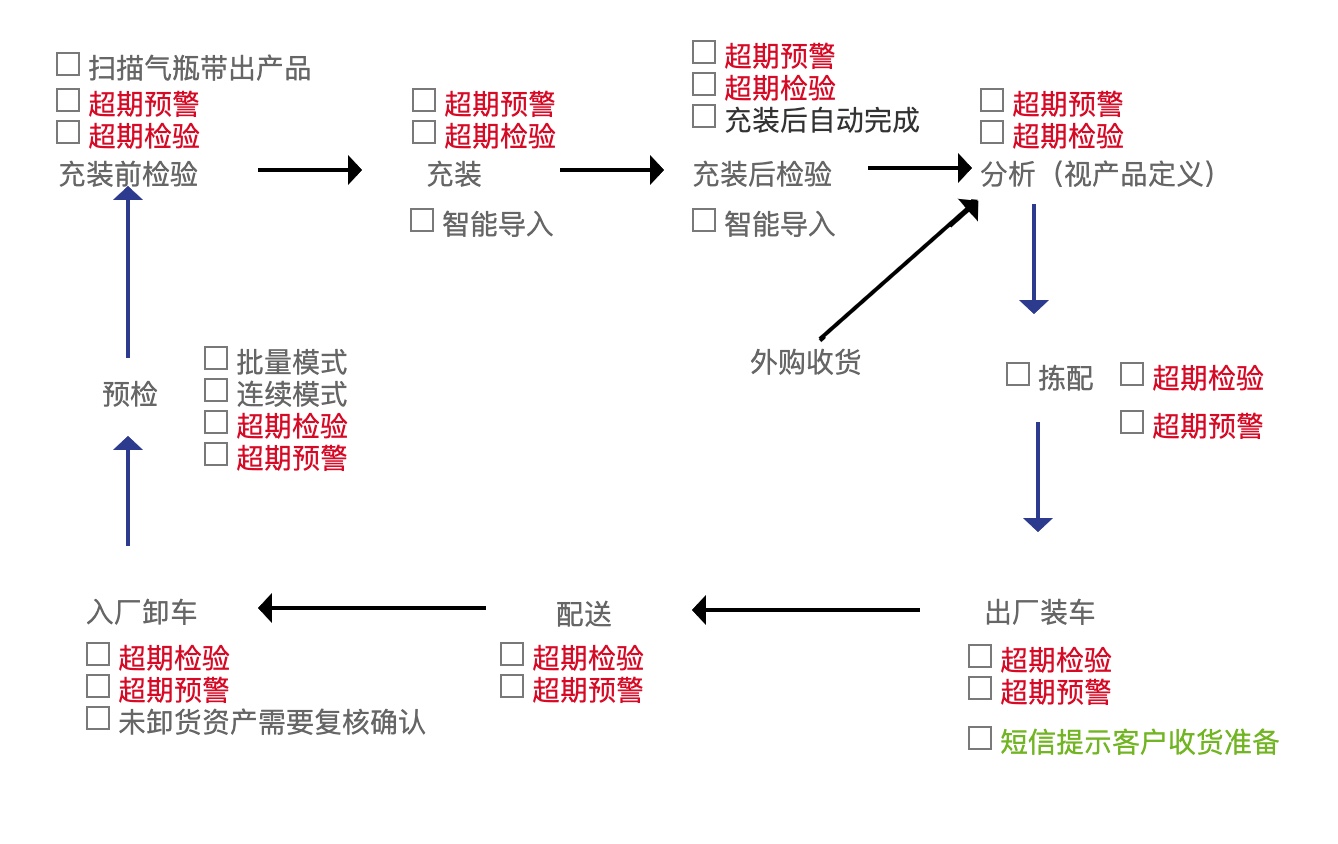 扫描气瓶带出产品
超期预警
超期检验
充装前检验
超期预警
超期检验
充装
智能导入
超期预警
超期检验
充装后自动完成
充装后检验
智能导入
超期预警
超期检验
分析（视产品定义）
预检
批量模式
连续模式
超期检验
超期预警
外购收货
拣配
超期检验
超期预警
入厂卸车
超期检验
超期预警
未卸货资产需要复核确认
配送
超期检验
超期预警
出厂装车
超期检验
超期预警
短信提示客户收货准备